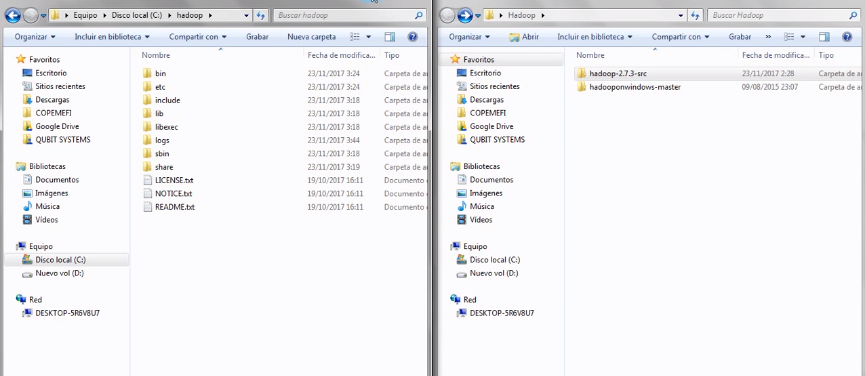 Equipo Disco local (C:) hadoop Buscar hadoop
Organizar Incluir en biblioteca Compartir con Grabar Nueva carpeta
Favoritos
Escritorio
Sitios recientes
Descargas
COPEMEFI
Google Drive
QUBIT SYSTEMS
Bibliotecas
Documentos
Imágenes
Música
Vídeos
Equipo
Disco local (C:)
Nuevo vol (D:)
Red
DESKTOP-5R6V8U7
Nombre Fecha de modifica... Tipo
bin 23/11/2017 3:24 Carpeta de a
etc 23/11/2017 3:24 Carpeta de a
include 23/11/2017 3:18 Carpeta de a
lib 23/11/2017 3:18 Carpeta de a
libexec 23/11/2017 3:18 Carpeta de a
logs 23/11/2017 3:44 Carpeta de a
sbin 23/11/2017 3:18 Carpeta de a
share 23/11/2017 3:19 Carpeta de a
LICENSE.txt 19/10/2017 16:11 Documento d
NOTICE.txt 19/10/2017 16:11 Documento d
README.txt 19/10/2017 16:11 Documento d
Hadoop Buscar Hadoop
Organizar Abrir Incluir en biblioteca Compartir con Grabar »
Favoritos
Escritorio
Sitios recientes
Descargas
COPEMEFI
Google Drive
QUBIT SYSTEMS
Bibliotecas
Documentos
Imágenes
Música
Vídeos
Equipo
Disco local (C:)
Nuevo vol (D:)
Red
DESKTOP-5R6V8U7
Nombre Fecha de modifica... Tipo
hadoop-2.7.3-src 23/11/2017 2:28 Carpeta de a
hadooponwindows-master 09/08/2015 23:07 Carpeta de a